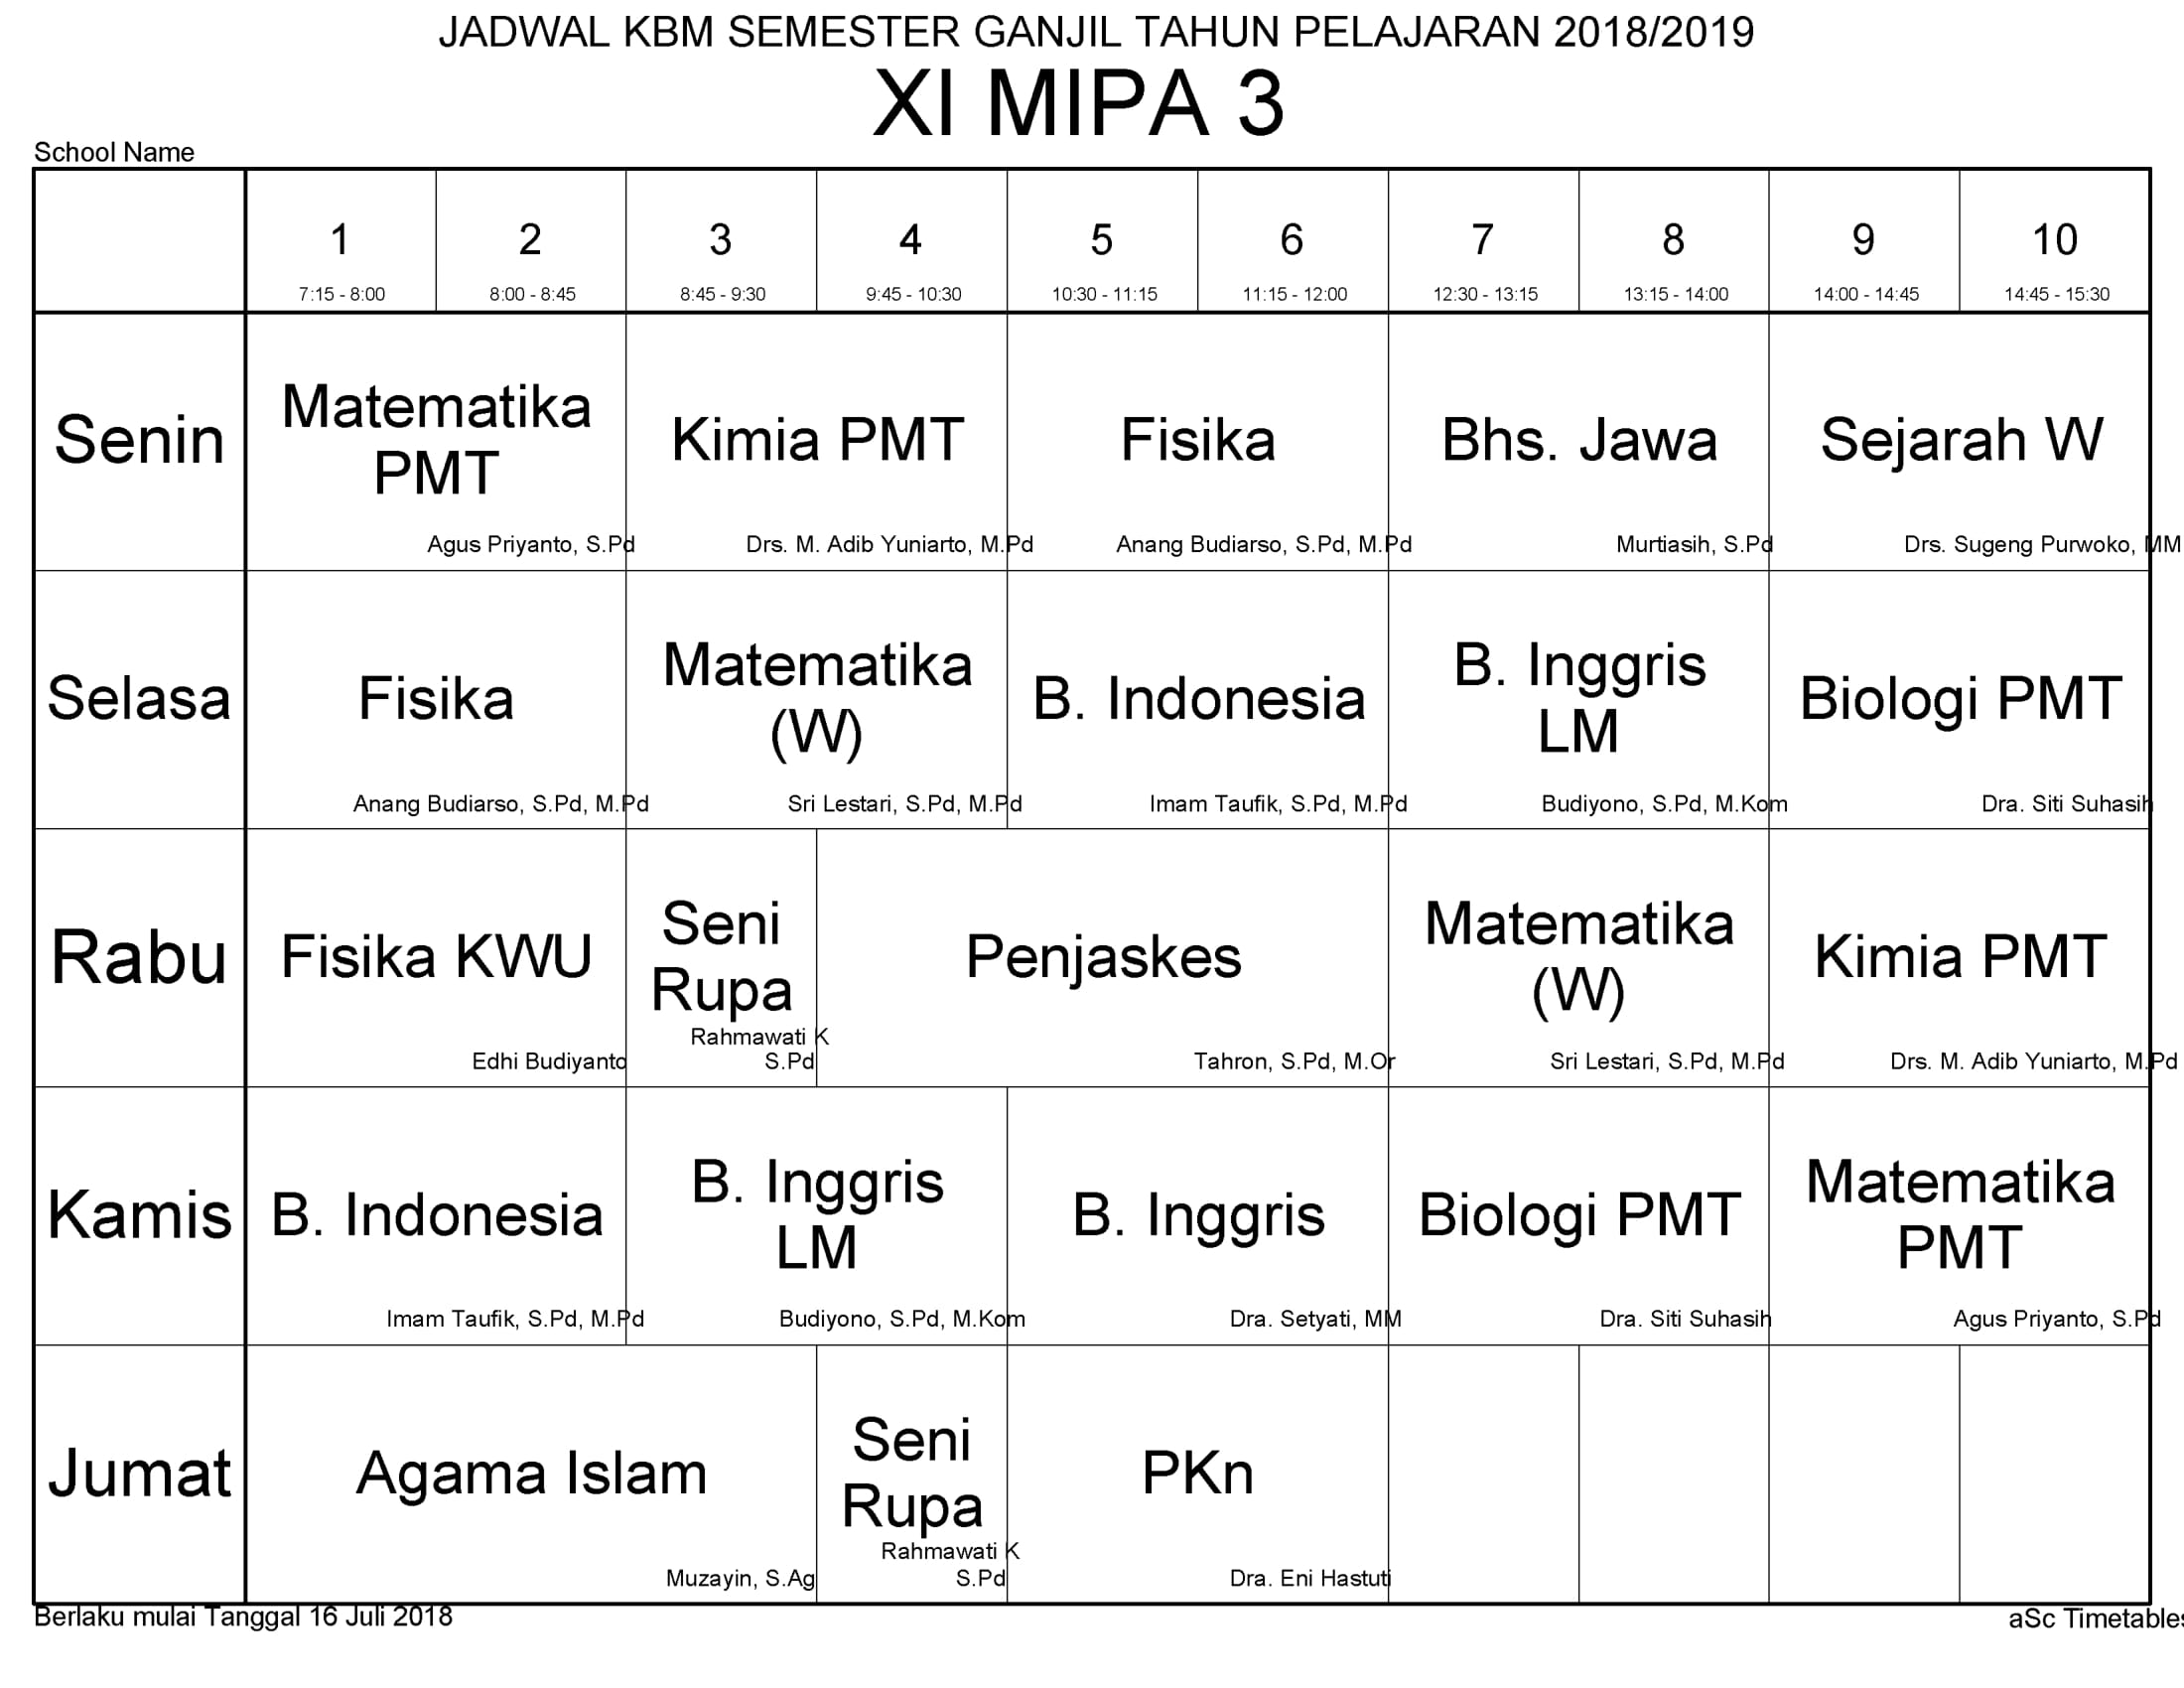 JADWAL KBM SEMESTER GANJIL TAHUN PELAJARAN 2018/2019
XI MIPA 3
School Name
1 2 3 4 5 6 7 8 9 10
7:15 - 8:00 8:00 - 8:45 8:45 - 9:30 9:45 - 10:30 10:30 - 11:15 11:15 - 12:00 12:30 - 13:15 13:15 - 14:00 14:00 - 14:45 14:45 - 15:30
Senin
Matematika
PMT
Agus Priyanto, S.Pd
Kimia PMT
Drs. M. Adib Yuniarto, M.Pd
Fisika
Anang Budiarso, S.Pd, M.Pd
Bhs. Jawa
Murtiasih, S.Pd
Sejarah W
Drs. Sugeng Purwoko, MM
Selasa
Fisika
Anang Budiarso, S.Pd, M.Pd
Matematika
(W)
Sri Lestari, S.Pd, M.Pd
B. Indonesia
Imam Taufik, S.Pd, M.Pd
B. Inggris
LM
Budiyono, S.Pd, M.Kom
Biologi PMT
Dra. Siti Suhasih
Rabu
Fisika KWU
Edhi Budiyanto
Seni
Rupa
Rahmawati K
S.Pd
Penjaskes
Tahron, S.Pd, M.Or
Matematika
(W)
Sri Lestari, S.Pd, M.Pd
Kimia PMT
Drs. M. Adib Yuniarto, M.Pd
Kamis
B. Indonesia
Imam Taufik, S.Pd, M.Pd
B. Inggris
LM
Budiyono, S.Pd, M.Kom
B. Inggris
Dra. Setyati, MM
Biologi PMT
Dra. Siti Suhasih
Matematika
PMT
Agus Priyanto, S.Pd
Jumat
Agama Islam
Muzayin, S.Ag
Seni
Rupa
Rahmawati K
S.Pd
PKn
Dra. Eni Hastuti
Berlaku mulai Tanggal 16 Juli 2018
aSc Timetables